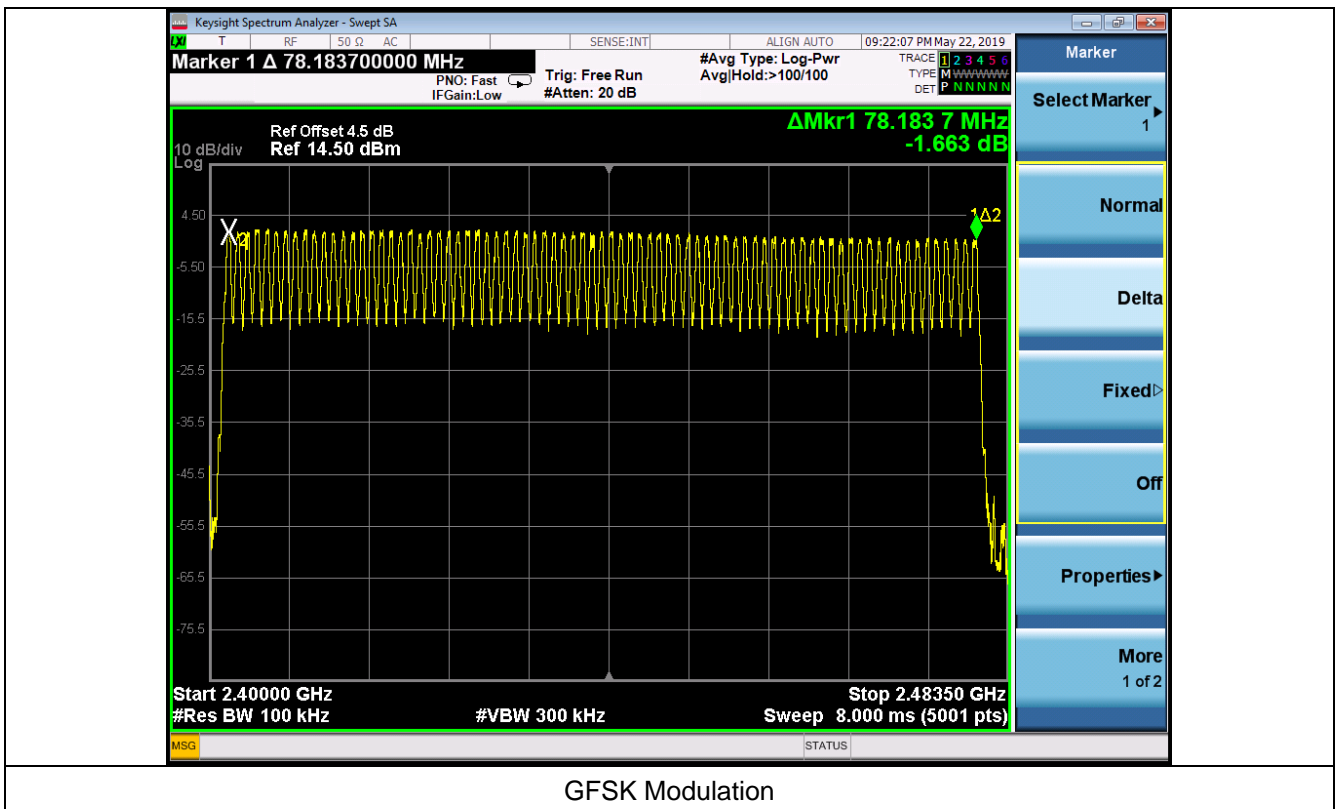 Keysight Spectrum Analyzer - Swept SA
LXI T RF 50 Ω AC SENSE:INT ALIGN AUTO 09:22:07 PM May 22, 2019
Marker 1 Δ 78.183700000 MHz
PNO: Fast
IFGain:Low
Trig: Free Run
#Atten: 20 dB
#Avg Type: Log-Pwr
Avg|Hold:>100/100
TRACE 1 2 3 4 5 6
TYPE M WWWWW
DET P N N N N N
ΔMkr1 78.183 7 MHz
-1.663 dB
Ref Offset 4.5 dB
10 dB/div Ref 14.50 dBm
Log
4.50
-5.50
-15.5
-25.5
-35.5
-45.5
-55.5
-65.5
-75.5
X2
1Δ2
Start 2.40000 GHz
Stop 2.48350 GHz
#Res BW 100 kHz
#VBW 300 kHz
Sweep 8.000 ms (5001 pts)
MSG
STATUS
Marker
Select Marker
1
Normal
Delta
Fixed
Off
Properties
More
1 of 2
GFSK Modulation